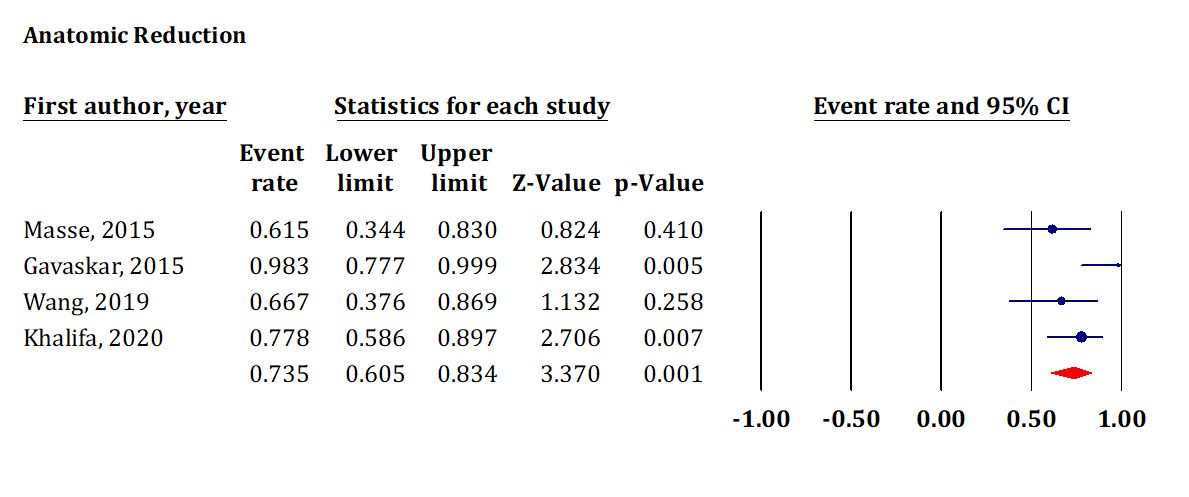 Anatomic Reduction
First author, year Statistics for each study Event rate and 95% CI
Event Lower Upper
rate limit limit Z-Value p-Value
Masse, 2015 0.615 0.344 0.830 0.824 0.410
Gavaskar, 2015 0.983 0.777 0.999 2.834 0.005
Wang, 2019 0.667 0.376 0.869 1.132 0.258
Khalifa, 2020 0.778 0.586 0.897 2.706 0.007
0.735 0.605 0.834 3.370 0.001
-1.00 -0.50 0.00 0.50 1.00